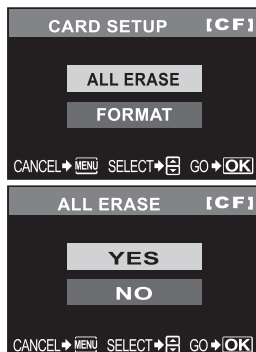 CARD SETUP [CF]
ALL ERASE
FORMAT
CANCEL➜MENU SELECT➜ GO➜OK
ALL ERASE [CF]
YES
NO
CANCEL➜MENU SELECT➜ GO➜OK